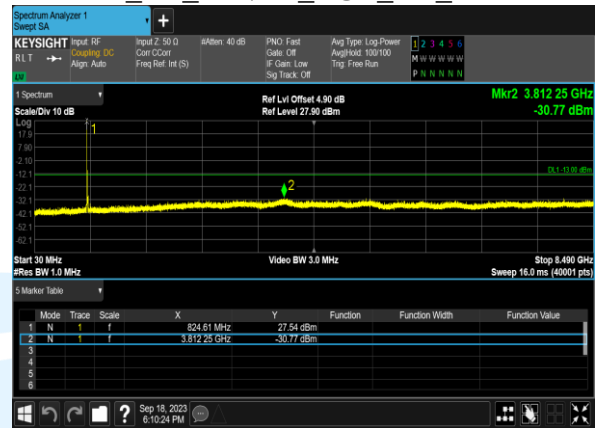 Spectrum Analyzer 1
Swept SA
+
KEYSIGHT Input: RF Input Z: 50 Ω #Atten: 40 dB PNO: Fast Avg Type: Log-Power 1 2 3 4 5 6
RLT Coupling: DC Corr CCorr Gate: Off Avg|Hold: 100/100 M W W W W W
Align: Auto Freq Ref: Int (S) IF Gain: Low Trig: Free Run
Sig Track: Off P N N N N N
1 Spectrum Ref Lvl Offset 4.90 dB Mkr2 3.812 25 GHz
Scale/Div 10 dB Ref Level 27.90 dBm -30.77 dBm
Log
17.9 1
7.90
-2.10
-12.1 DL1 -13.00 dBm
-22.1 2
-32.1
-42.1
-52.1
-62.1
Start 30 MHz Video BW 3.0 MHz Stop 8.490 GHz
#Res BW 1.0 MHz Sweep 16.0 ms (40001 pts)
5 Marker Table
Mode Trace Scale X Y Function Function Width Function Value
1 N 1 f 824.61 MHz 27.54 dBm
2 N 1 f 3.812 25 GHz -30.77 dBm
3
4
5
6
? Sep 18, 2023
6:10:24 PM